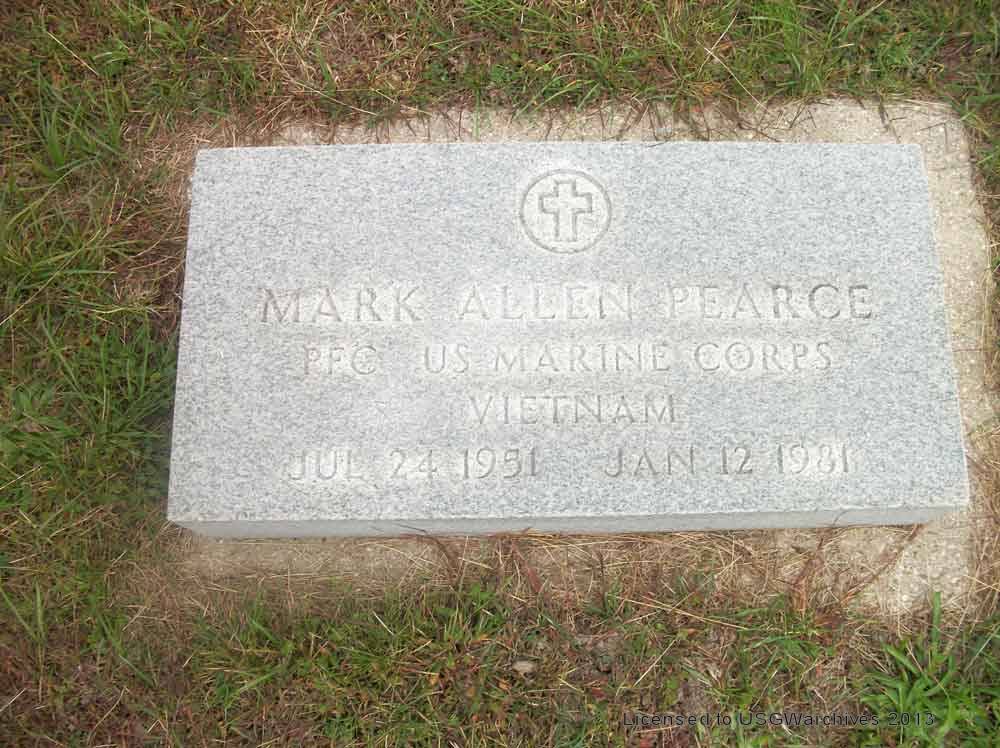 MARK ALLEN PEARCE
PFC US MARINE CORPS
VIETNAM
JUL 24 1951 JAN 12 1981
Licensed to USGWarchives 2013